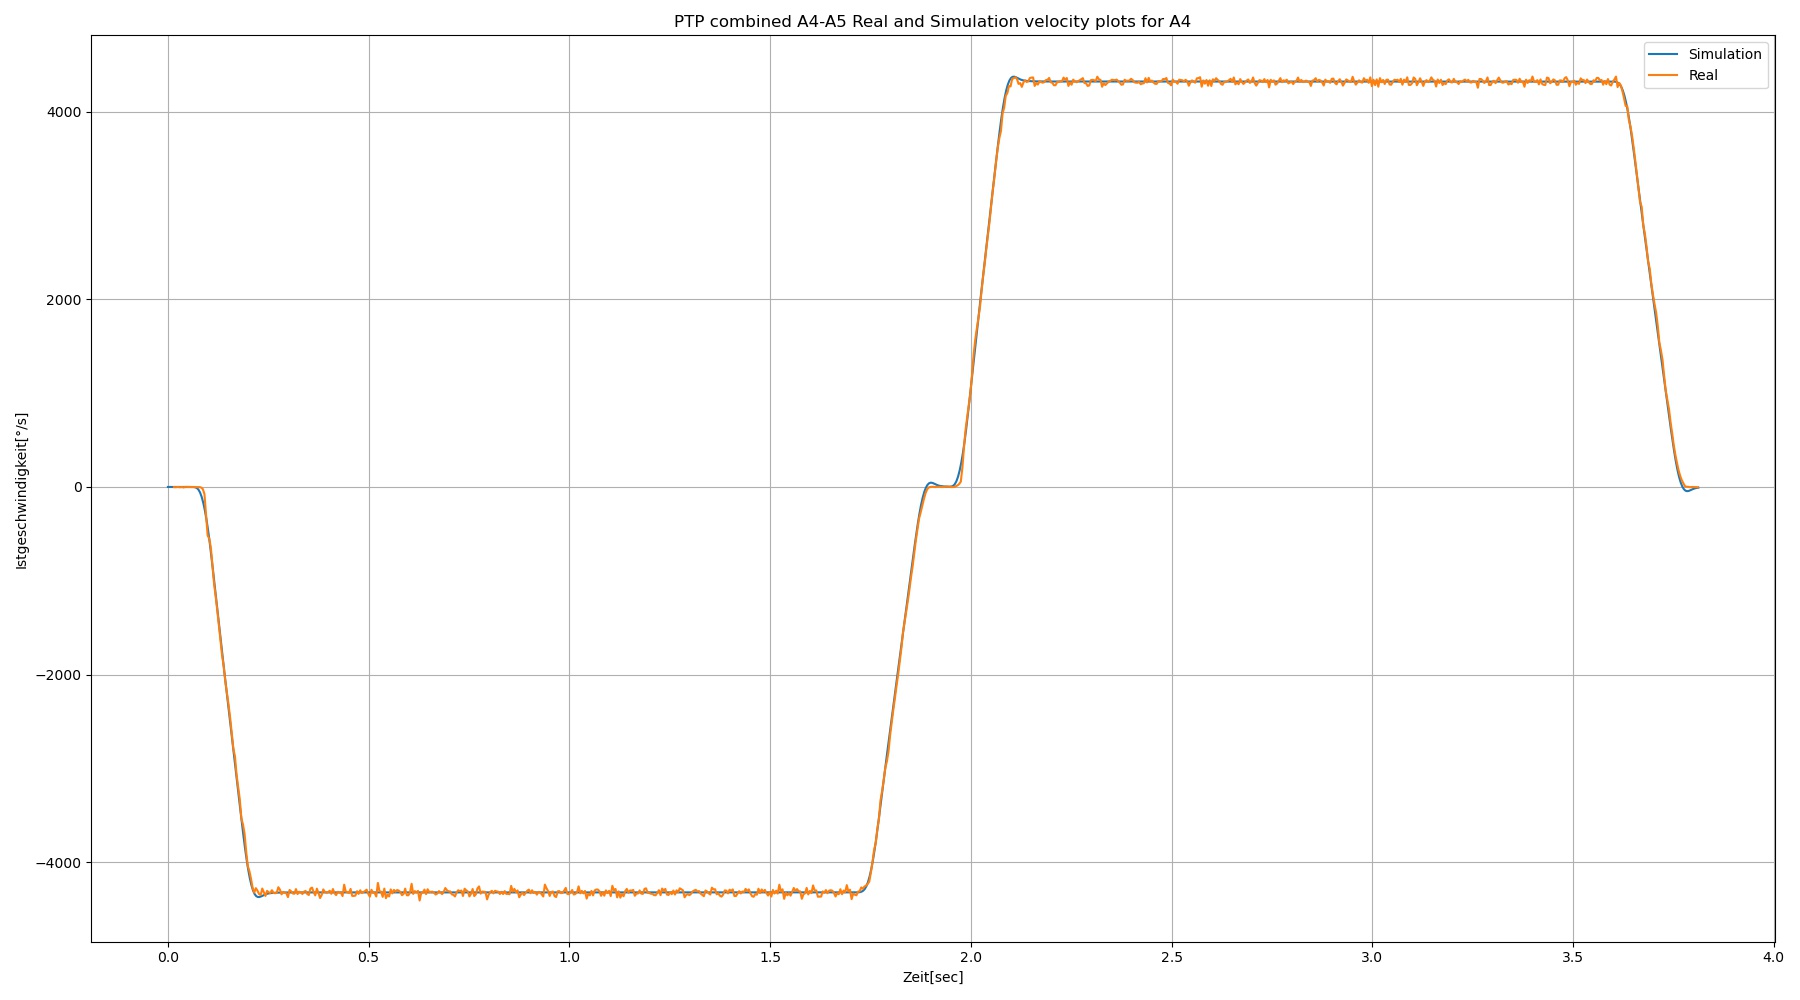 PTP combined A4-A5 Real and Simulation velocity plots for A4
Simulation
Real
4000
2000
0
−2000
−4000
Istgeschwindigkeit[°/s]
0.0 0.5 1.0 1.5 2.0 2.5 3.0 3.5 4.0
Zeit[sec]